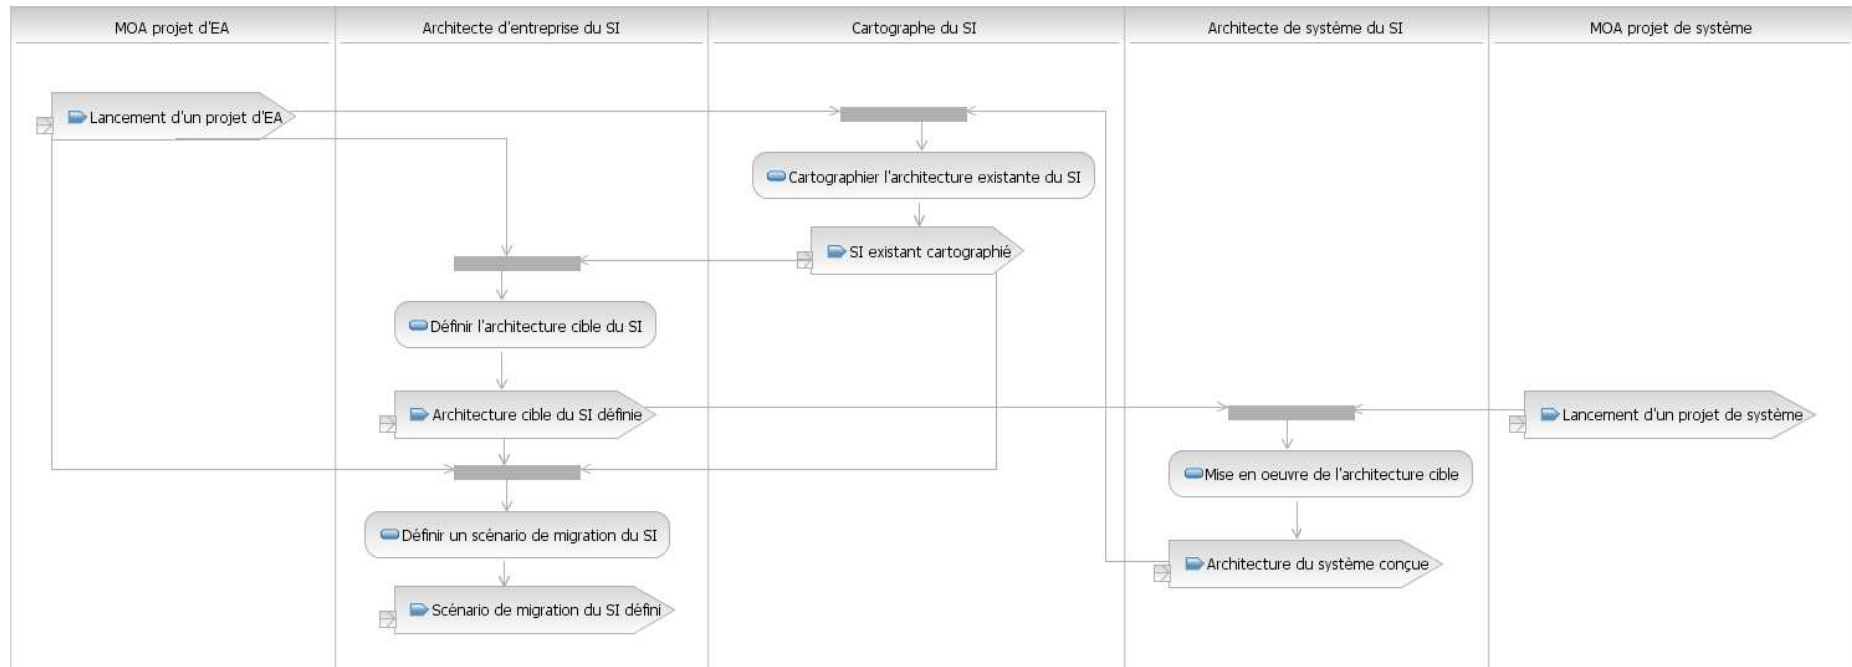 MOA projet d'EA
Architecte d'entreprise du SI
Cartographe du SI
Architecte de système du SI
MOA projet de système
Lancement d'un projet d'EA
Cartographier l'architecture existante du SI
SI existant cartographié
Définir l'architecture cible du SI
Architecture cible du SI définie
Lancement d'un projet de système
Mise en oeuvre de l'architecture cible
Définir un scénario de migration du SI
Architecture du système conçue
Scénario de migration du SI défini